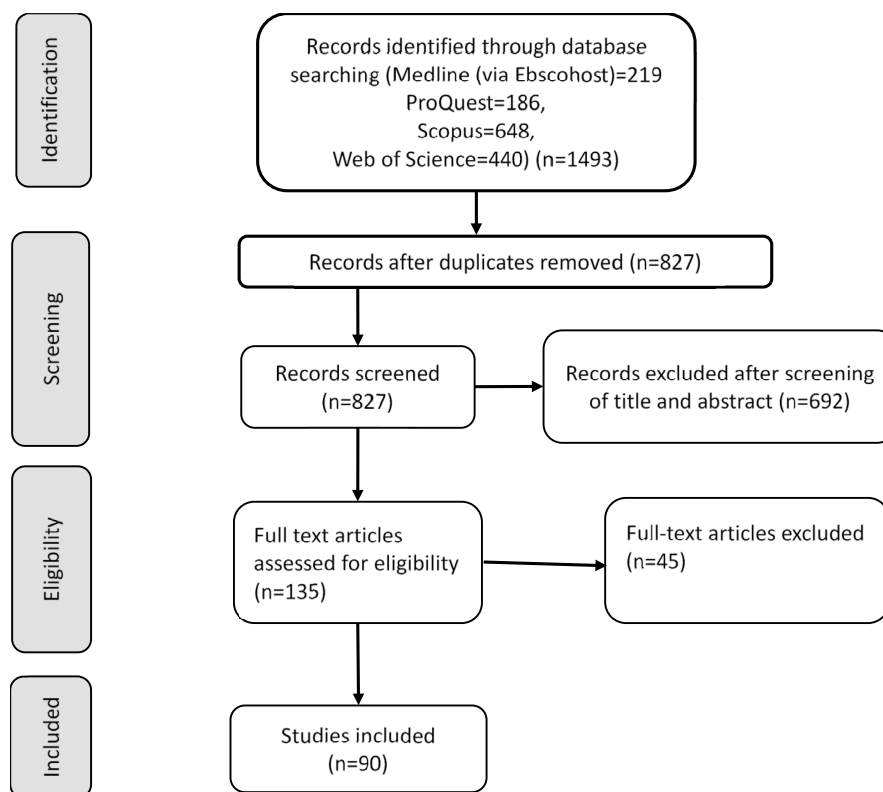 Identification
Records identified through database
searching (Medline (via Ebscohost)=219
ProQuest=186,
Scopus=648,
Web of Science=440) (n=1493)
Screening
Records after duplicates removed (n=827)
Records screened
(n=827)
Records excluded after screening
of title and abstract (n=692)
Eligibility
Full text articles
assessed for eligibility
(n=135)
Full-text articles excluded
(n=45)
Included
Studies included
(n=90)